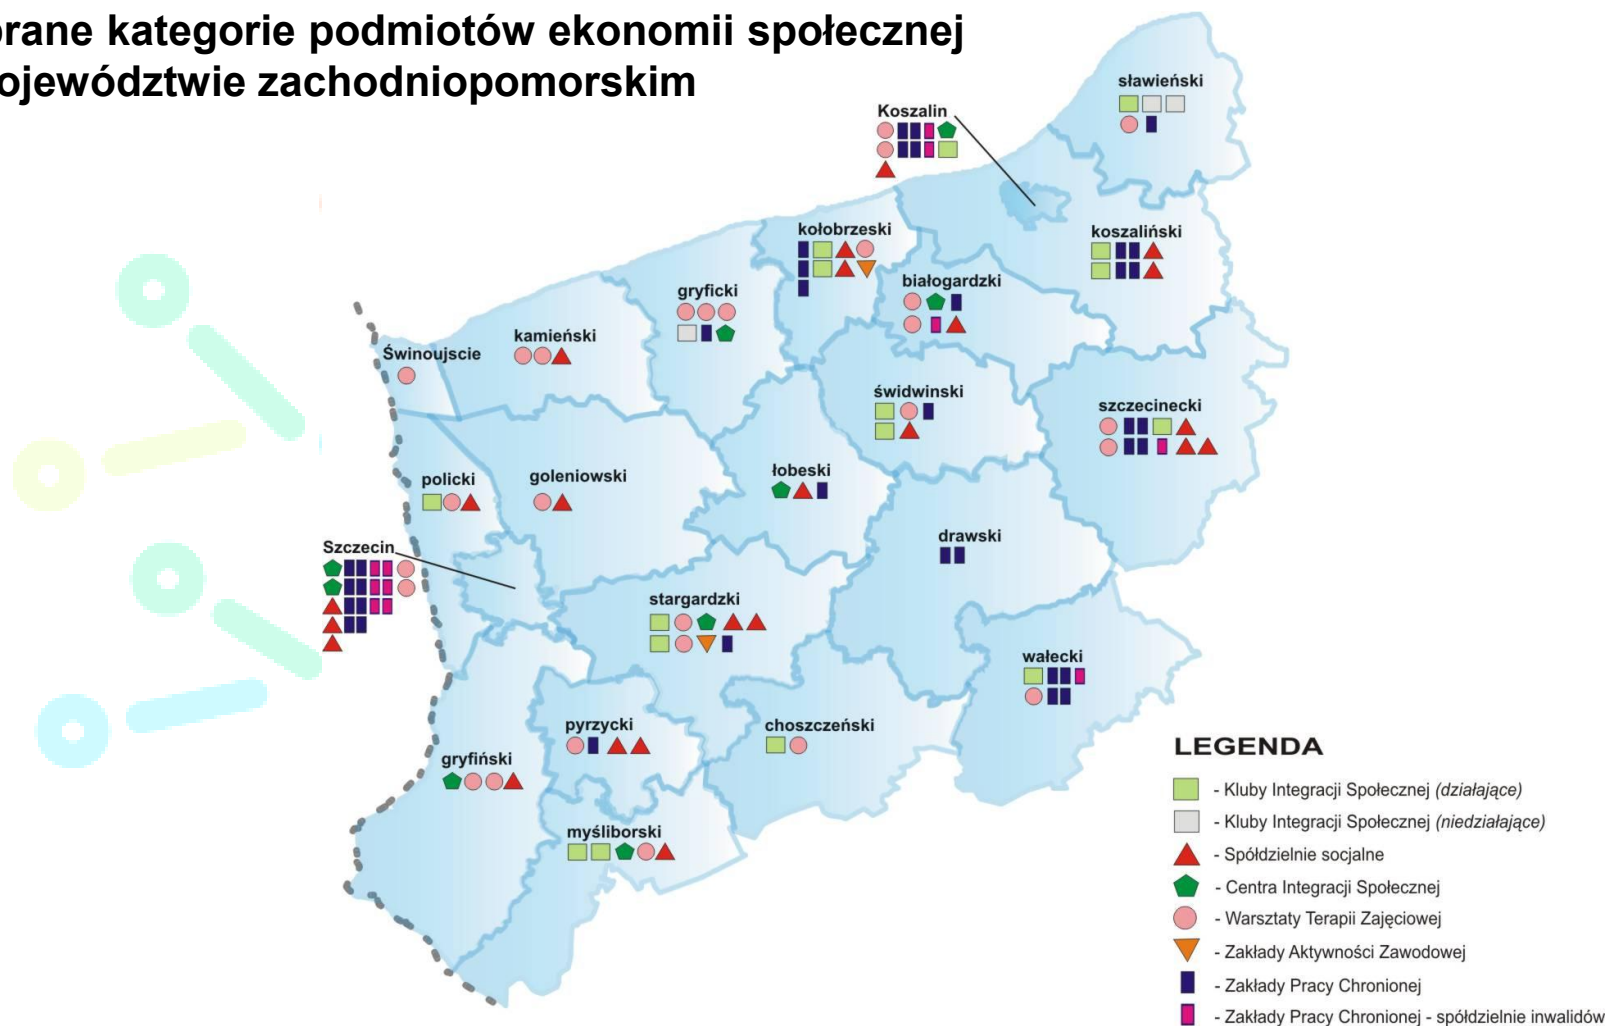 brane kategorie podmiotów ekonomii społecznej
ojewództwie zachodniopomorskim
sławieński
Koszalin
kołobrzeski
koszaliński
białogardzki
gryficki
kamieński
Świnoujscie
świdwinski
szczecinecki
łobeski
policki
goleniowski
drawski
Szczecin
stargardzki
wałecki
pyrzycki
choszczeński
gryfiński
myśliborski
LEGENDA
- Kluby Integracji Społecznej (działające)
- Kluby Integracji Społecznej (niedziałające)
- Spółdzielnie socjalne
- Centra Integracji Społecznej
- Warsztaty Terapii Zajęciowej
- Zakłady Aktywności Zawodowej
- Zakłady Pracy Chronionej
- Zakłady Pracy Chronionej - spółdzielnie inwalidów